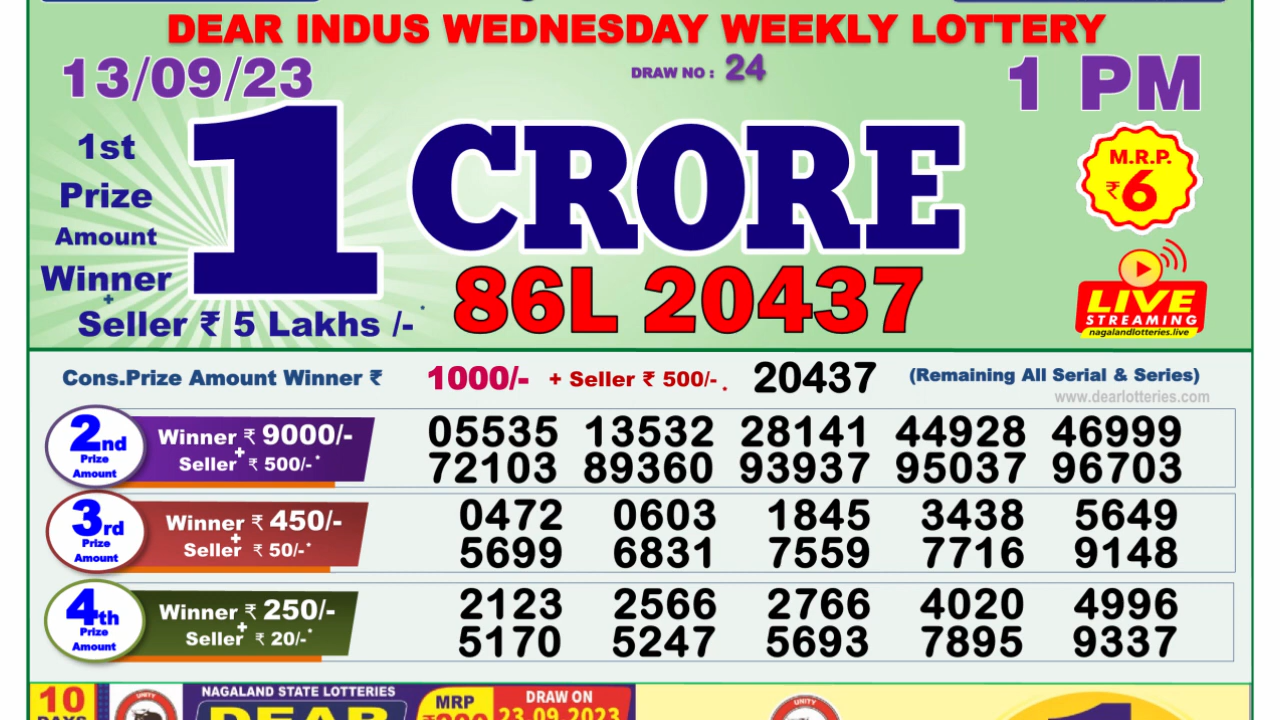 DEAR INDUS WEDNESDAY WEEKLY LOTTERY
13/09/23
DRAW NO : 24
1 PM
1st
Prize
Amount
Winner
+
Seller ₹ 5 Lakhs /-*
1 CRORE
86L 20437
M.R.P.
₹6
LIVE
STREAMING
nagalandlotteries.live
Cons.Prize Amount Winner ₹ 1000/- + Seller ₹ 500/- . 20437 (Remaining All Serial & Series)
www.dearlotteries.com
2nd
Prize
Amount
Winner ₹ 9000/-
+
Seller ₹ 500/-*
05535 13532 28141 44928 46999
72103 89360 93937 95037 96703
3rd
Prize
Amount
Winner ₹ 450/-
+
Seller ₹ 50/-*
0472 0603 1845 3438 5649
5699 6831 7559 7716 9148
4th
Prize
Amount
Winner ₹ 250/-
+
Seller ₹ 20/-*
2123 2566 2766 4020 4996
5170 5247 5693 7895 9337
10
DAYS
UNITY
NAGALAND STATE LOTTERIES
DEAR
MRP
DRAW ON
23.09.2023
UNITY
1